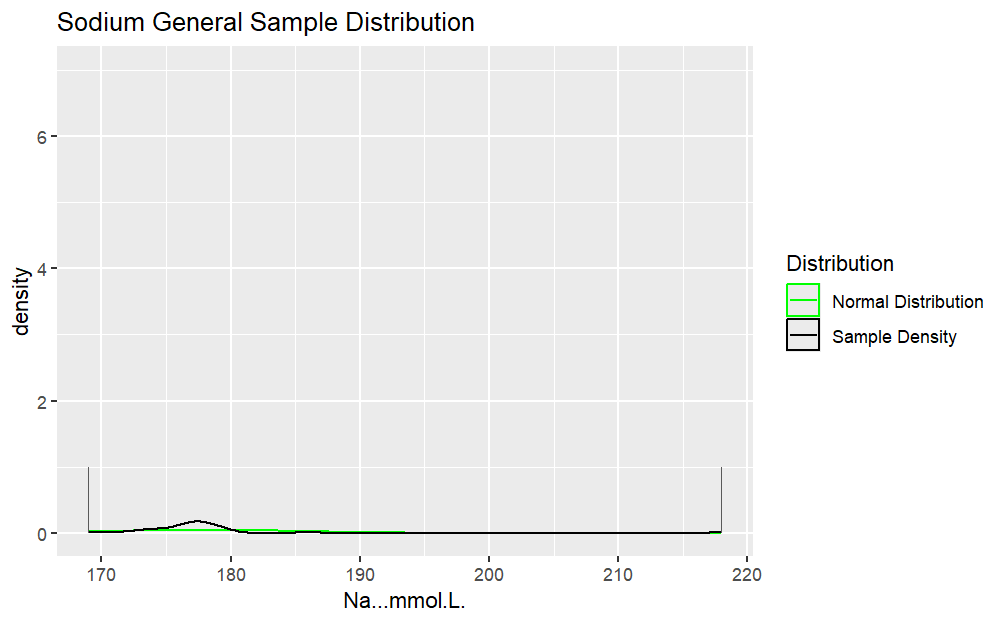 Sodium General Sample Distribution
density
6
4
2
0
170
180
190
200
210
220
Na...mmol.L.
Distribution
Normal Distribution
Sample Density